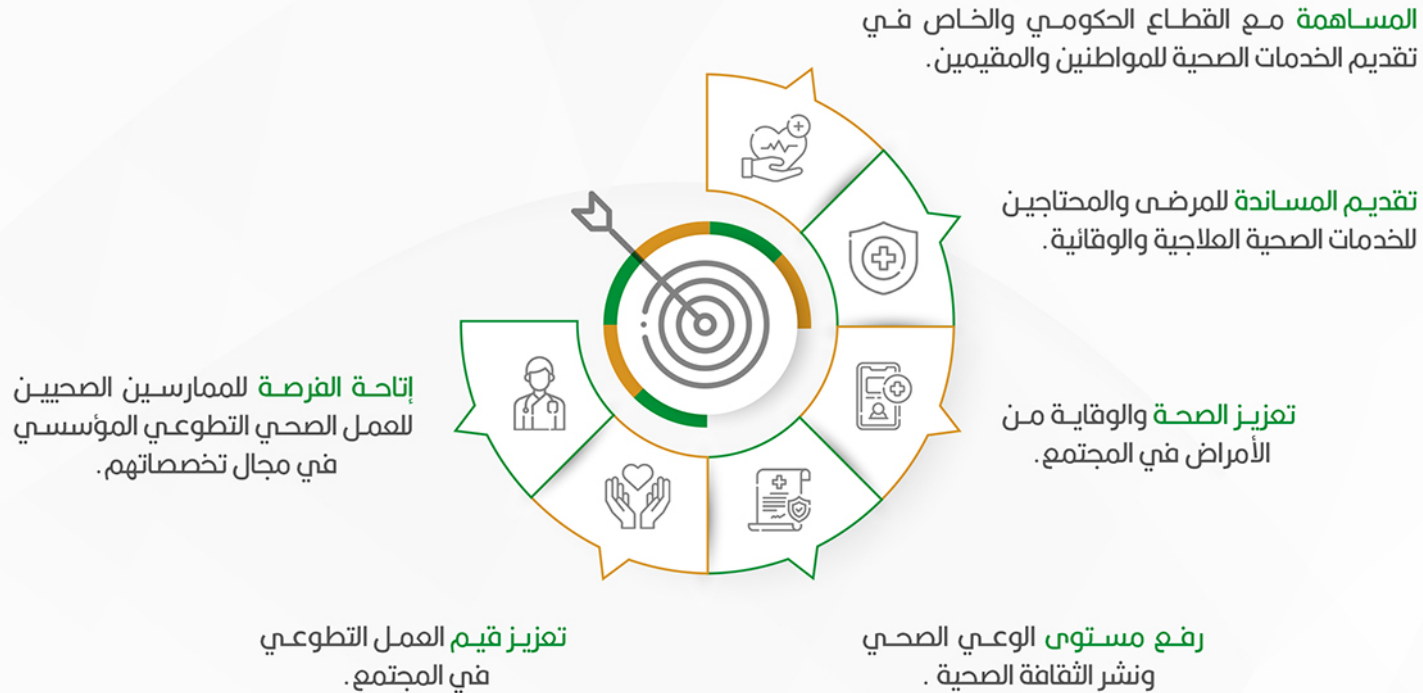 المساهمة مع القطاع الحكومي والخاص في
تقديم الخدمات الصحية للمواطنين والمقيمين.
تقديم المساندة للمرضى والمحتاجين
للخدمات الصحية العلاجية والوقائية.
تعزيز الصحة والوقاية من
الأمراض في المجتمع.
رفع مستوى الوعي الصحي
ونشر الثقافة الصحية .
تعزيز قيم العمل التطوعي
في المجتمع.
إتاحة الفرصة للممارسين الصحيين
للعمل الصحي التطوعي المؤسسي
في مجال تخصصاتهم.